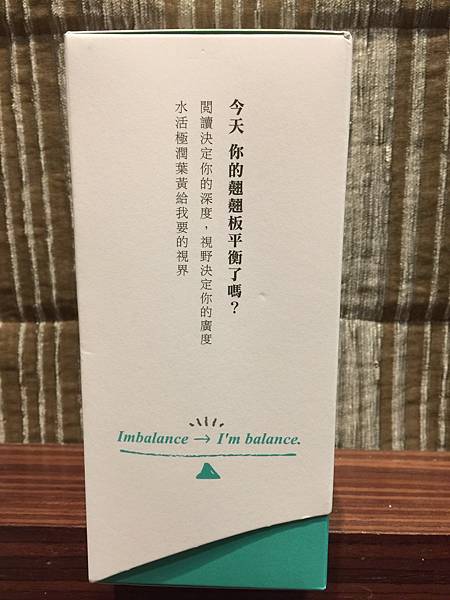 今天 你的翹翹板平衡了嗎？
閲讀決定你的深度，視野決定你的廣度
水活極潤葉黃給我要的視界
Imbalance → I'm balance.